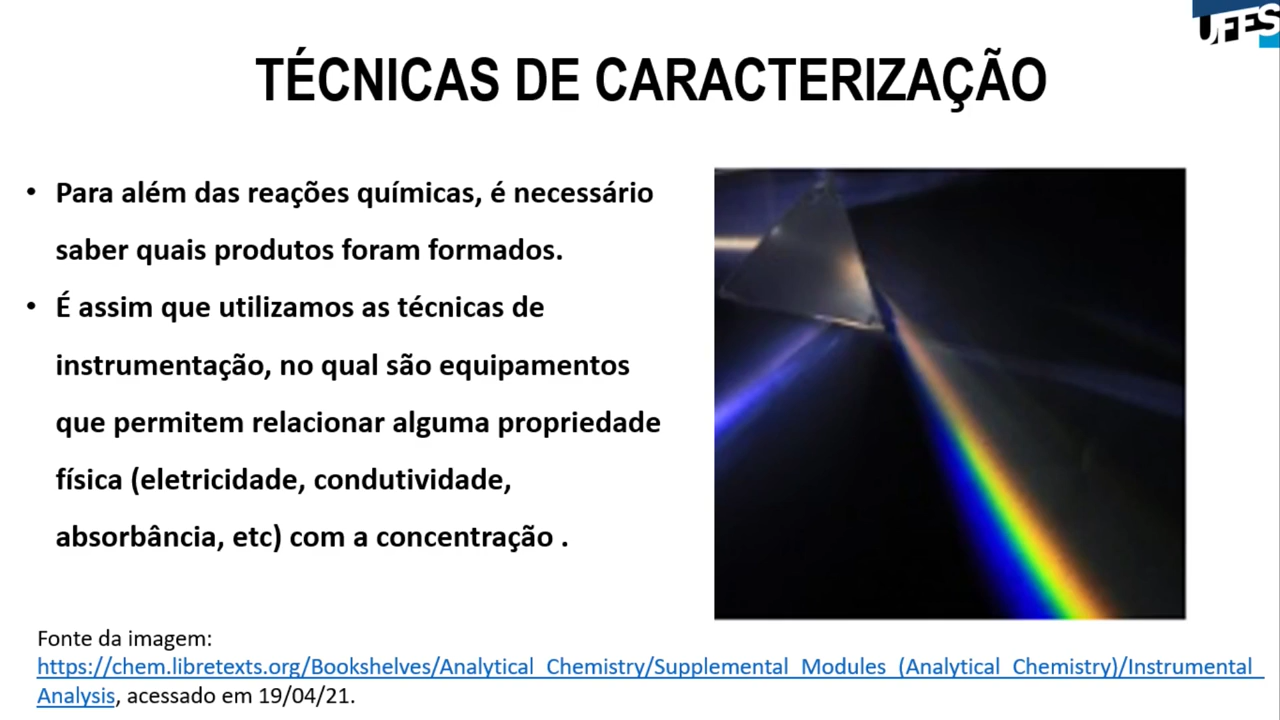 UFES
TÉCNICAS DE CARACTERIZAÇÃO
• Para além das reações químicas, é necessário
saber quais produtos foram formados.
• É assim que utilizamos as técnicas de
instrumentação, no qual são equipamentos
que permitem relacionar alguma propriedade
física (eletricidade, condutividade,
absorbância, etc) com a concentração .
Fonte da imagem:
https://chem.libretexts.org/Bookshelves/Analytical_Chemistry/Supplemental_Modules_(Analytical_Chemistry)/Instrumental_
Analysis, acessado em 19/04/21.